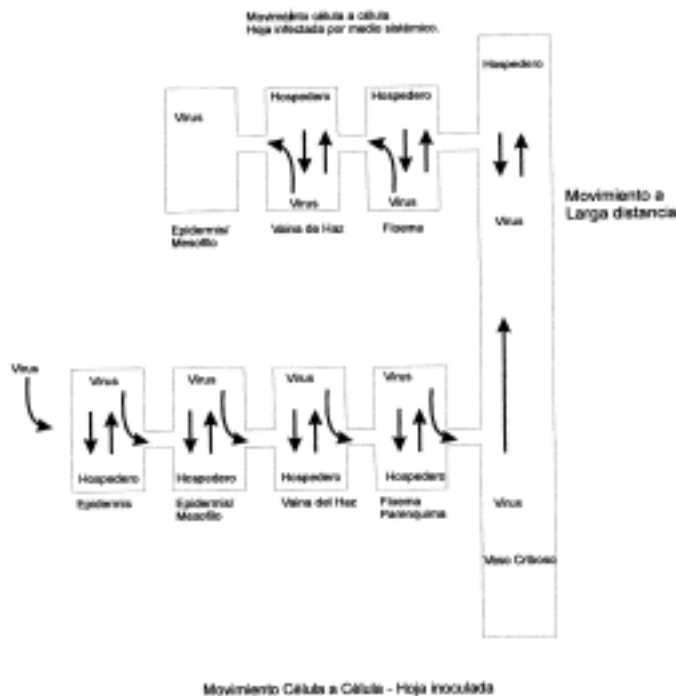 Movimiento célula a célula
Hoja infectada por medio sistémico.
Hospedero
Hospedero
Hospedero
Virus
Virus
Virus
Virus
Epidermis/
Mesofilo
Vaina de Haz
Floema
Movimiento a
Larga distancia
Virus
Virus
Virus
Virus
Virus
Hospedero
Hospedero
Hospedero
Hospedero
Epidermis
Epidermis/
Mesofilo
Vaina del Haz
Floema
Parenquima
Virus
Vaso Criboso
Movimiento Célula a Célula - Hoja inoculada